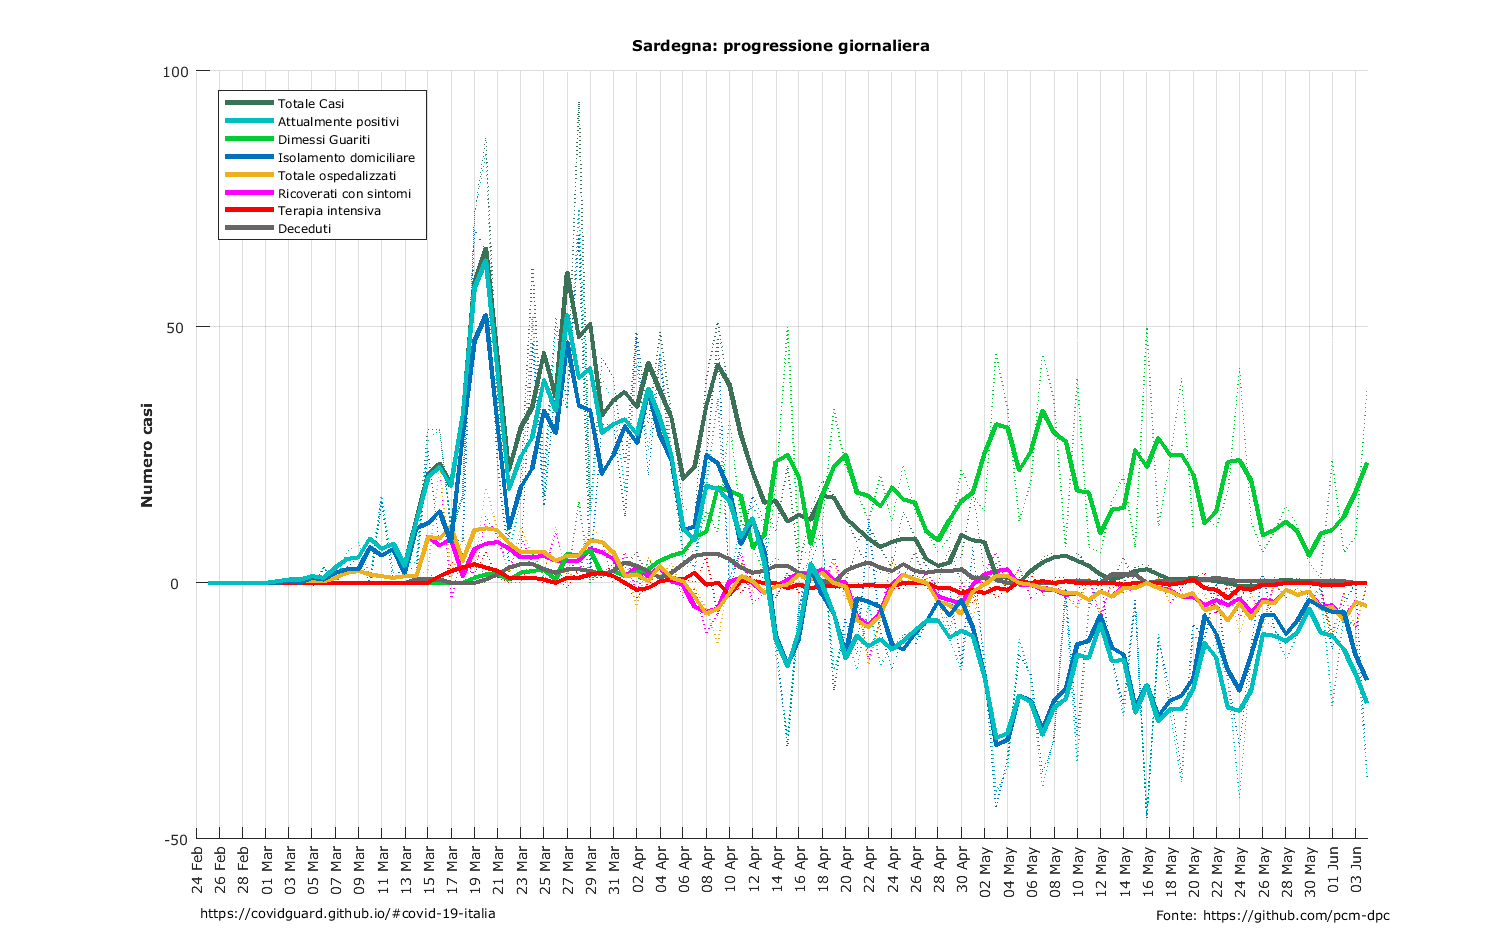 Sardegna: progressione giornaliera
100
50
0
-50
Numero casi
Totale Casi
Attualmente positivi
Dimessi Guariti
Isolamento domiciliare
Totale ospedalizzati
Ricoverati con sintomi
Terapia intensiva
Deceduti
24 Feb
26 Feb
28 Feb
01 Mar
03 Mar
05 Mar
07 Mar
09 Mar
11 Mar
13 Mar
15 Mar
17 Mar
19 Mar
21 Mar
23 Mar
25 Mar
27 Mar
29 Mar
31 Mar
02 Apr
04 Apr
06 Apr
08 Apr
10 Apr
12 Apr
14 Apr
16 Apr
18 Apr
20 Apr
22 Apr
24 Apr
26 Apr
28 Apr
30 Apr
02 May
04 May
06 May
08 May
10 May
12 May
14 May
16 May
18 May
20 May
22 May
24 May
26 May
28 May
30 May
01 Jun
03 Jun
https://covidguard.github.io/#covid-19-italia
Fonte: https://github.com/pcm-dpc